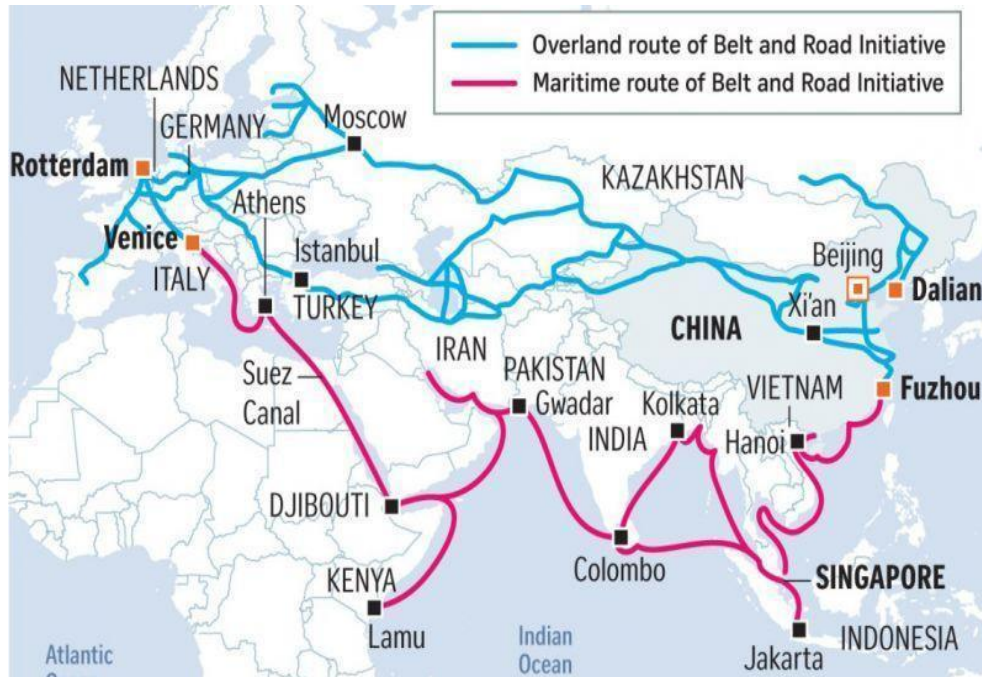 Overland route of Belt and Road Initiative
Maritime route of Belt and Road Initiative
NETHERLANDS
GERMANY
Moscow
Rotterdam
KAZAKHSTAN
Athens
Venice
Istanbul
Beijing
ITALY
TURKEY
Dalian
Xi'an
CHINA
IRAN
Suez
Canal
PAKISTAN
Gwadar
VIETNAM
Fuzhou
Kolkata
INDIA
Hanoi
DJIBOUTI
KENYA
Colombo
SINGAPORE
Lamu
Indian
Ocean
INDONESIA
Jakarta
Atlantic